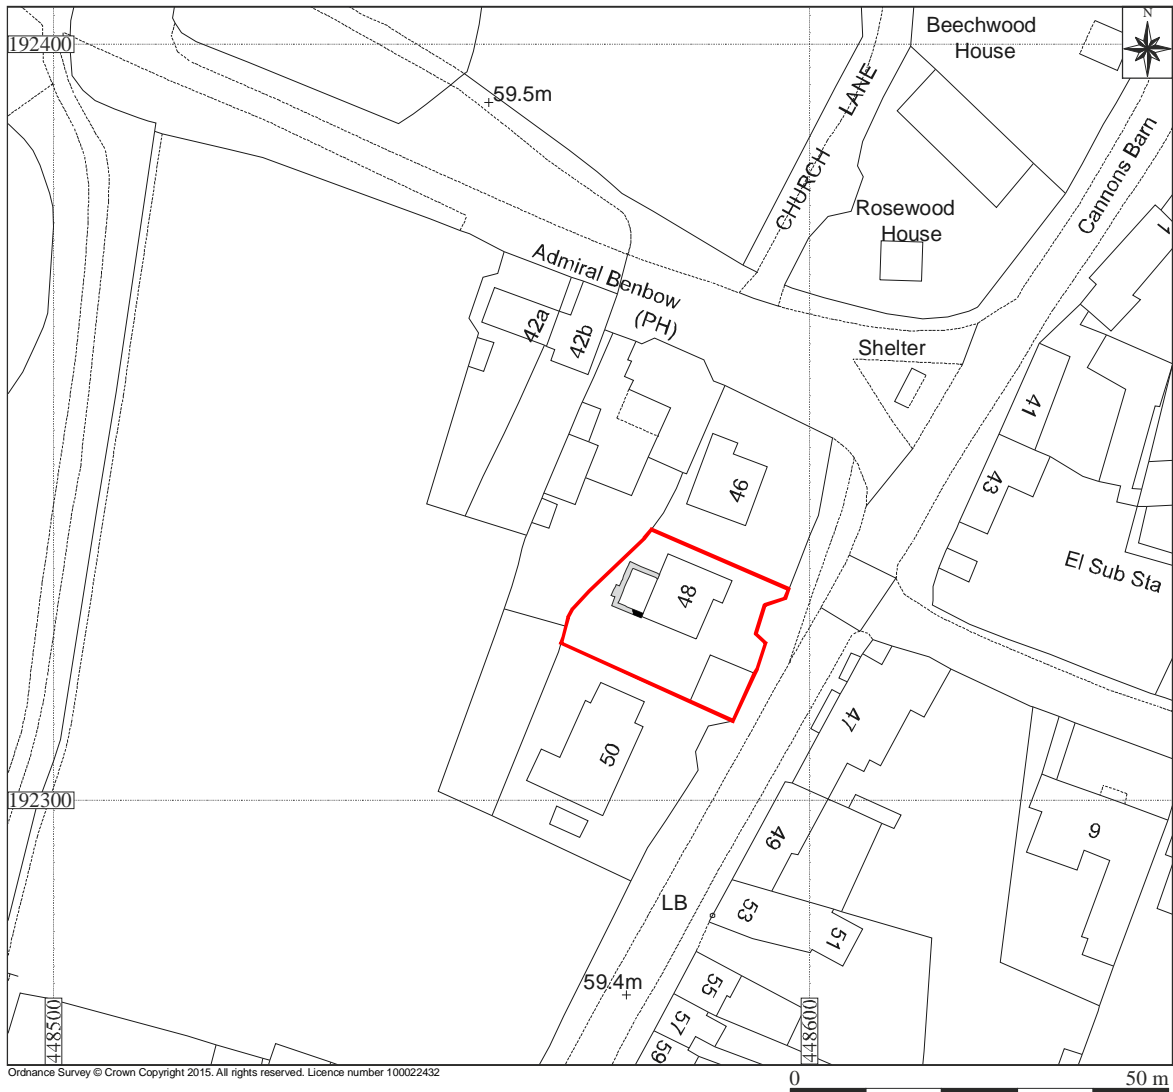 192400
59.5m
CHURCH LANE
Beechwood
House
N
Cannons Barn
Rosewood
House
1
Admiral Benbow
(PH)
42a
42b
Shelter
41
43
46
El Sub Sta
48
47
50
192300
49
9
LB
53
51
59.4m
55
57
59
448500
448600
Ordnance Survey © Crown Copyright 2015. All rights reserved. Licence number 100022432
0 50 m